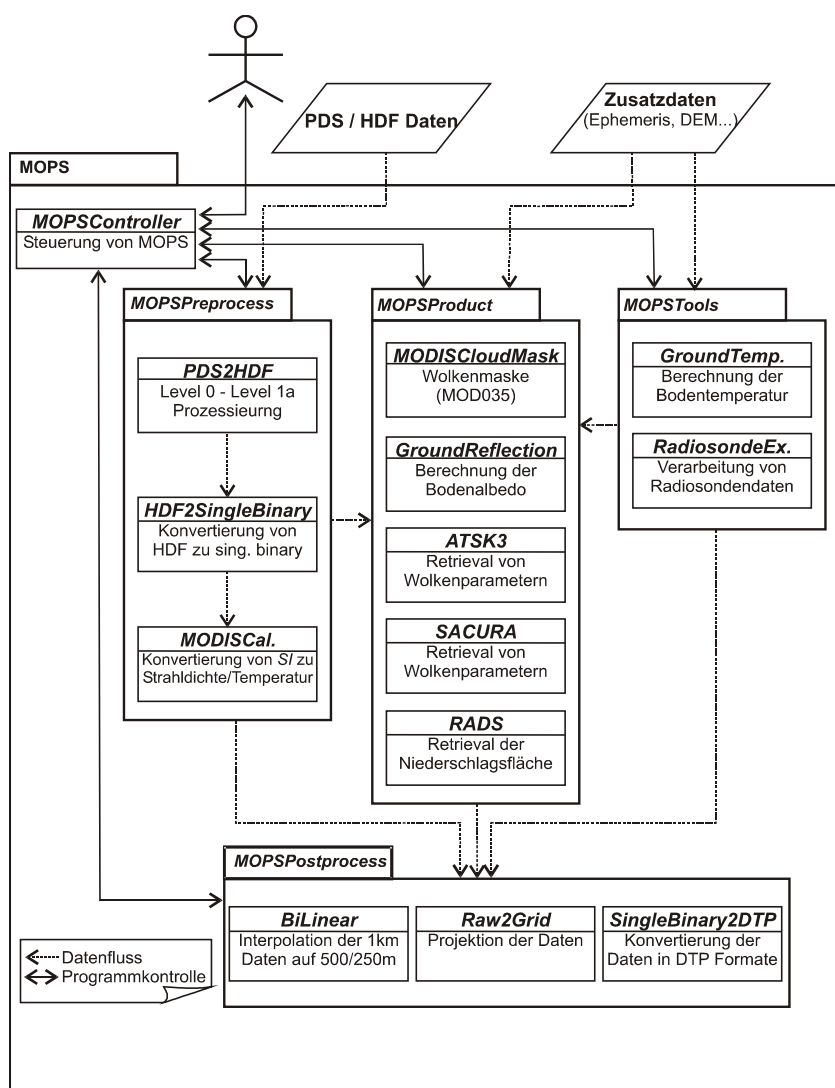 PDS / HDF Daten
Zusatzdaten
(Ephemeris, DEM...)
MOPS
MOPSController
Steuerung von MOPS
MOPSPreprocess
PDS2HDF
Level 0 - Level 1a
Prozessieurng
HDF2SingleBinary
Konvertierung von
HDF zu sing. binary
MODISCal.
Konvertierung von SI zu
Strahldichte/Temperatur
MOPSProduct
MODISCloudMask
Wolkenmaske
(MOD035)
GroundReflection
Berechnung der
Bodenalbedo
ATSK3
Retrieval von
Wolkenparametern
SACURA
Retrieval von
Wolkenparametern
RADS
Retrieval der
Niederschlagsfläche
MOPSTools
GroundTemp.
Berechnung der
Bodentemperatur
RadiosondeEx.
Verarbeitung von
Radiosondendaten
MOPSPostprocess
BiLinear
Interpolation der 1km
Daten auf 500/250m
Raw2Grid
Projektion der Daten
SingleBinary2DTP
Konvertierung der
Daten in DTP Formate
Datenfluss
Programmkontrolle